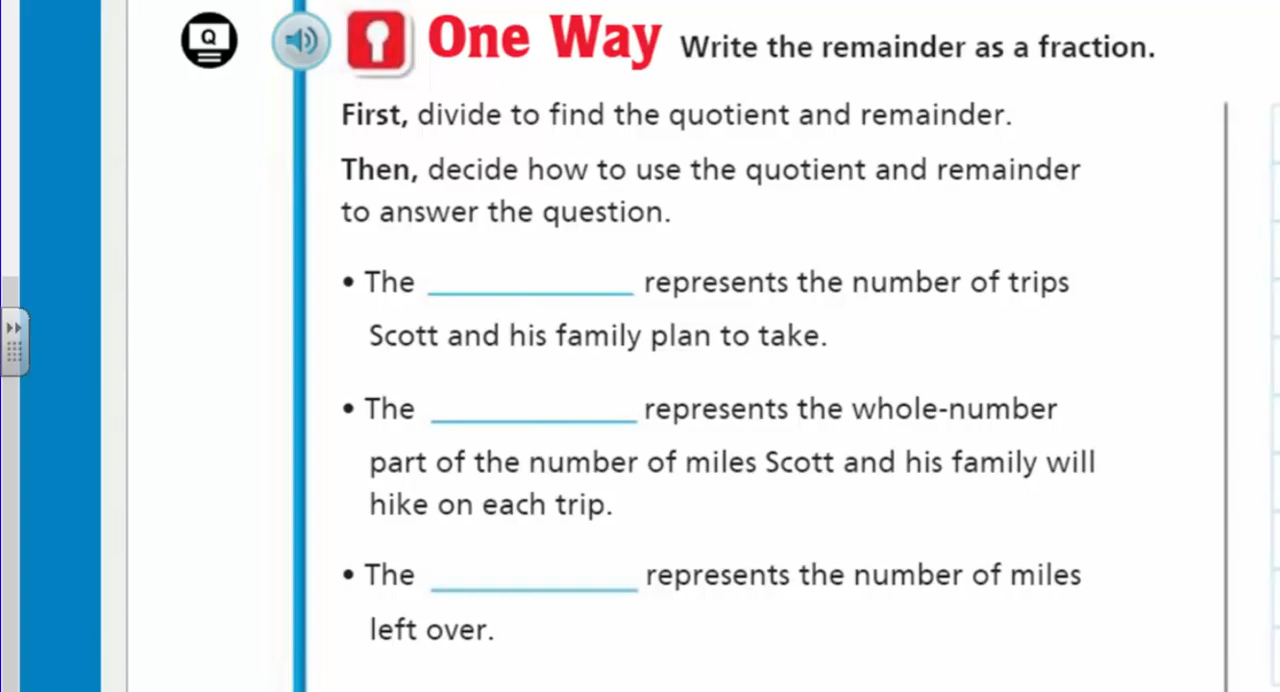 Q
One Way Write the remainder as a fraction.
First, divide to find the quotient and remainder.
Then, decide how to use the quotient and remainder
to answer the question.
• The ____________ represents the number of trips
Scott and his family plan to take.
• The ____________ represents the whole-number
part of the number of miles Scott and his family will
hike on each trip.
• The ____________ represents the number of miles
left over.